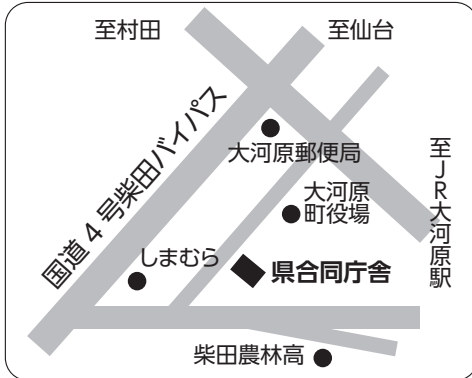 至村田
至仙台
国道4号柴田バイパス
大河原郵便局
至JR大河原駅
大河原
町役場
しまむら
県合同庁舎
柴田農林高